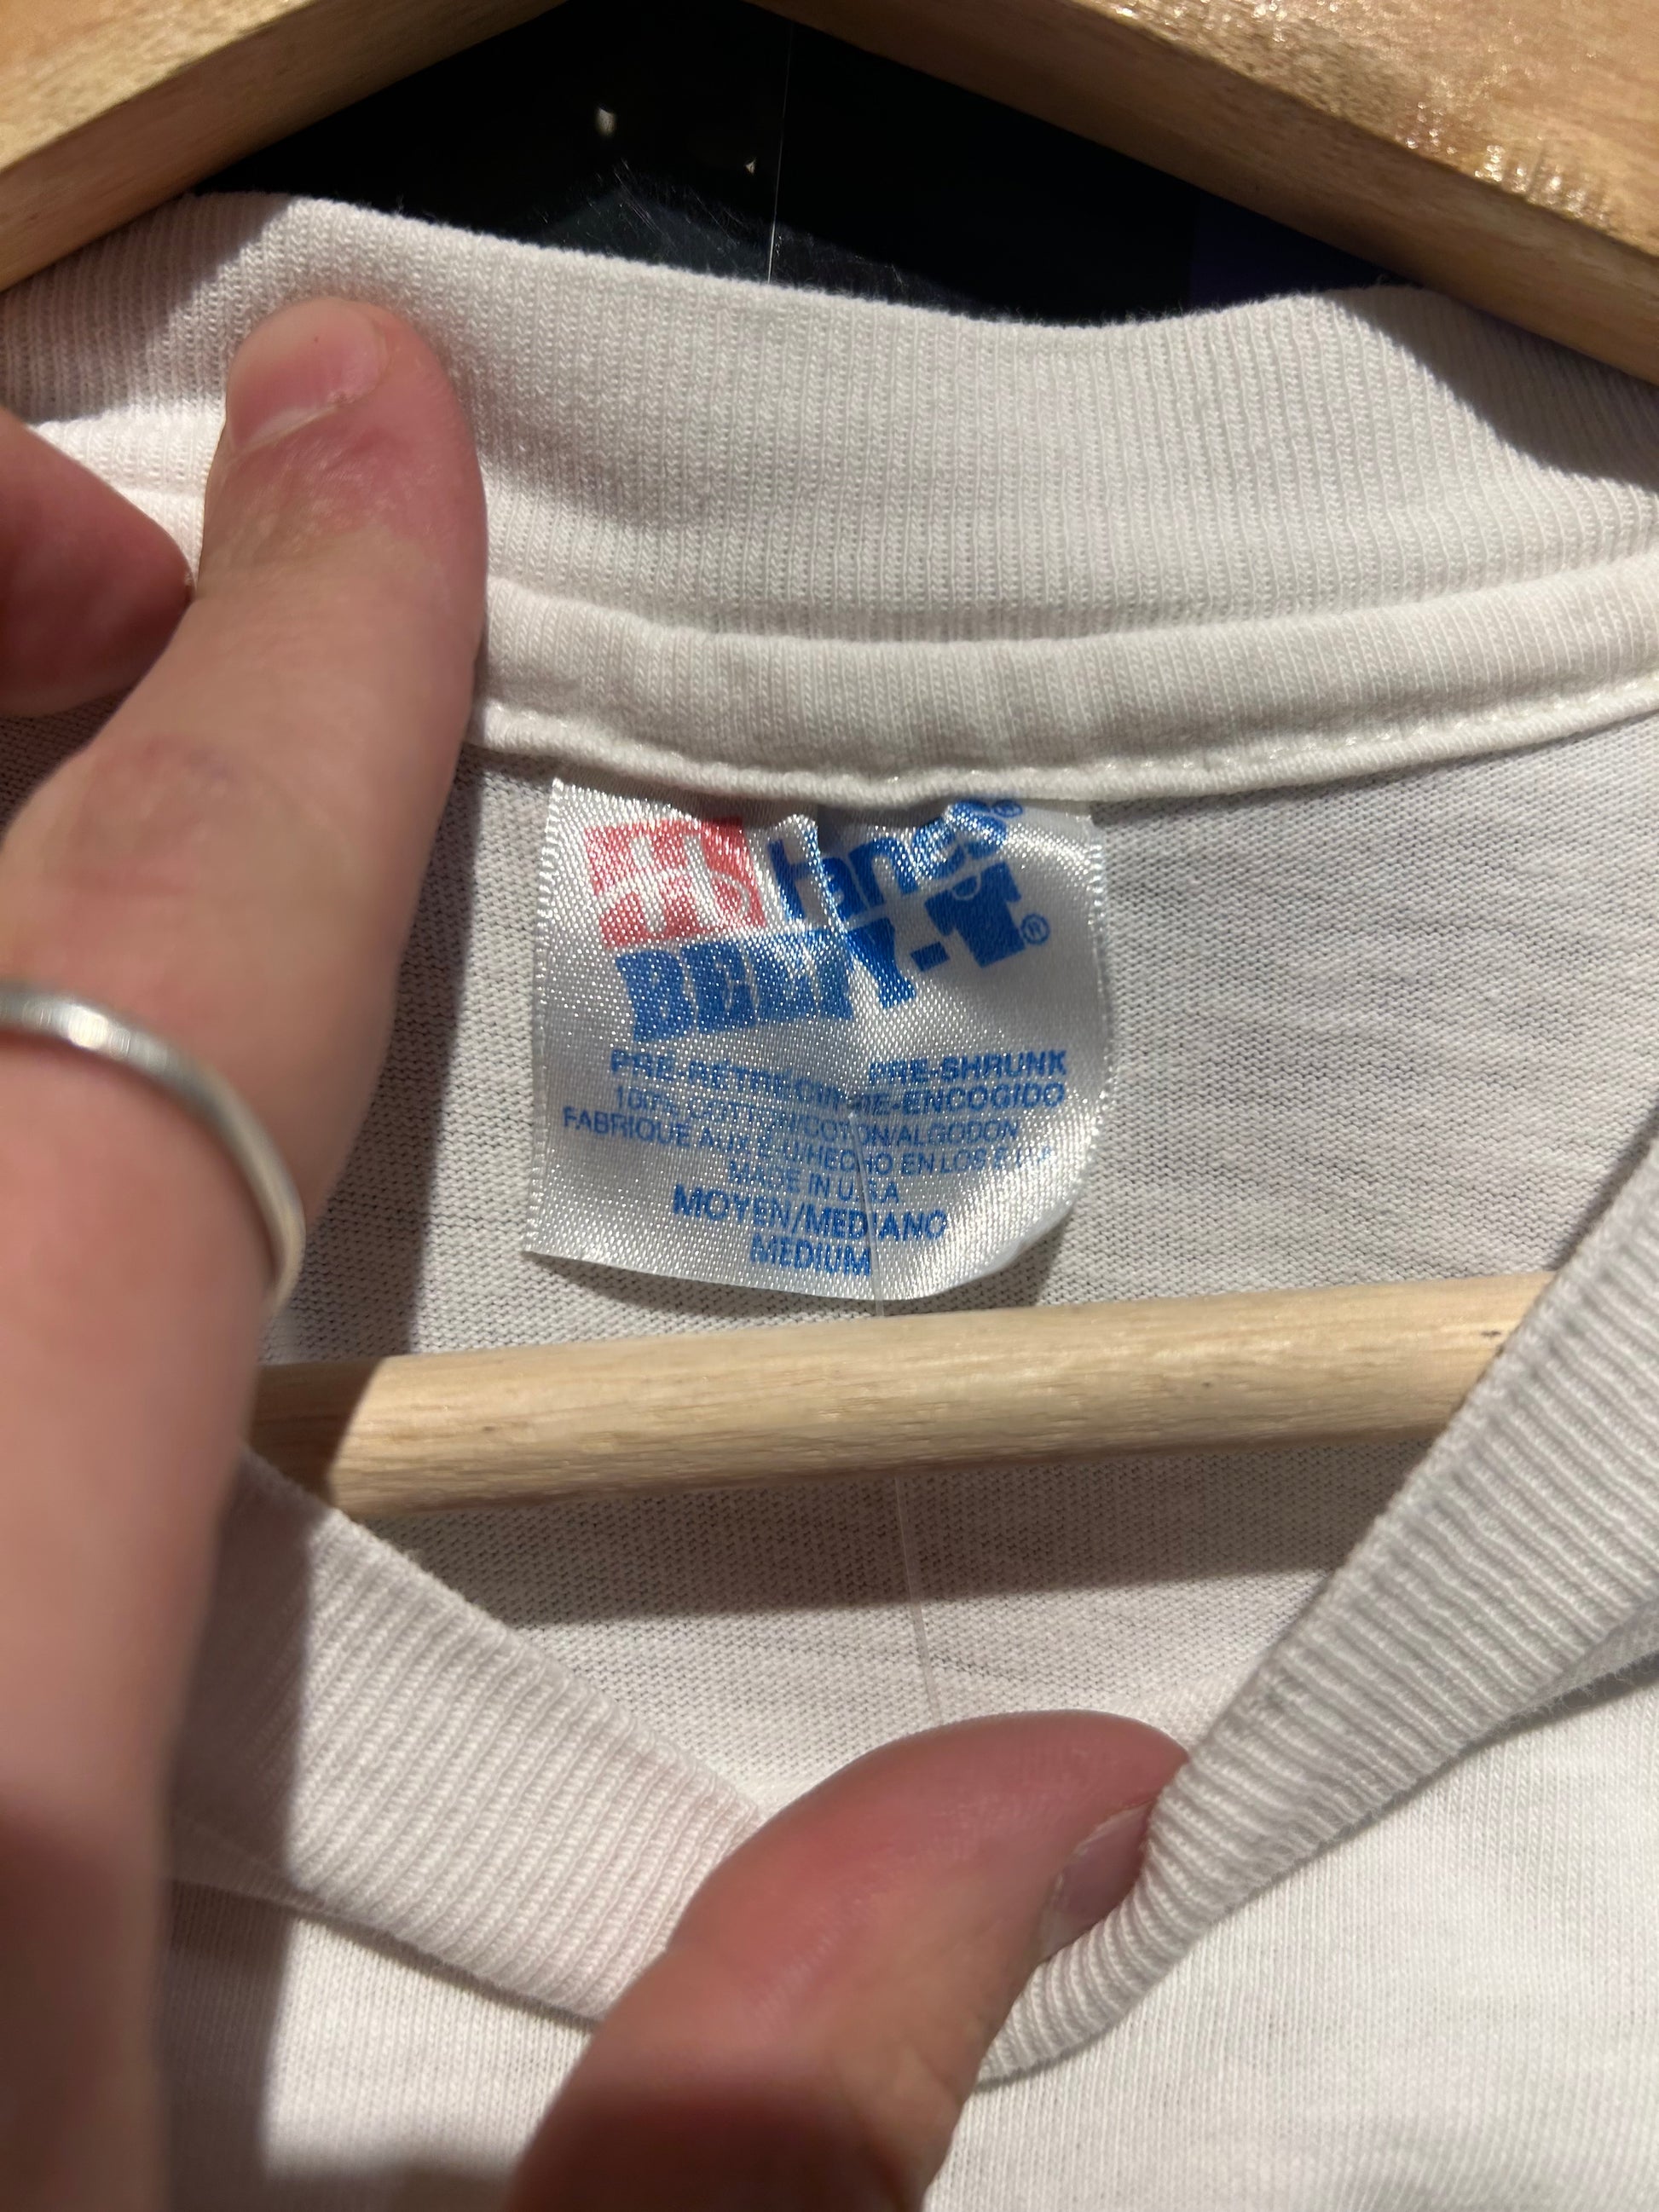 Hanes®
BEEFY-T®
PRE-SHRUNK
PRE-ENCOGIDO
100% COTTON/COTON/ALGODON
FABRIQUE AUX E.U/HECHO EN LOS E.U.A
MADE IN U.S.A
MOYEN/MEDIANO
MEDIUM